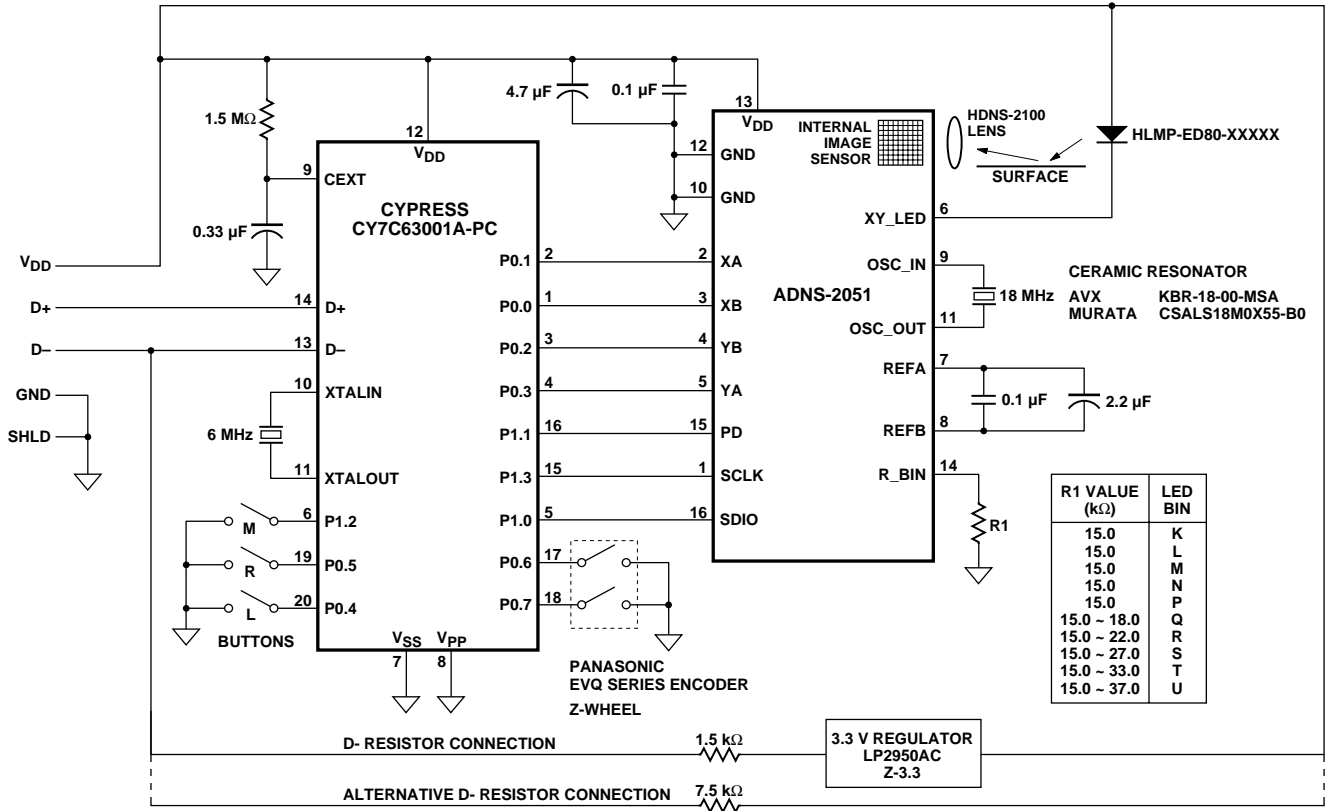 4.7 µF
0.1 µF
1.5 MΩ
12
VDD
9
CEXT
CYPRESS
CY7C63001A-PC
0.33 µF
VDD
D+
14
D+
D–
13
D–
GND
SHLD
10
XTALIN
6 MHz
11
XTALOUT
M
6
P1.2
R
19
P0.5
L
20
P0.4
BUTTONS
VSS
7
VPP
8
P0.1
2
P0.0
1
P0.2
3
P0.3
4
P1.1
16
P1.3
15
P1.0
5
P0.6
17
P0.7
18
PANASONIC
EVQ SERIES ENCODER
Z-WHEEL
13
VDD
INTERNAL
IMAGE
SENSOR
12
GND
10
GND
2
XA
3
XB
4
YB
5
YA
15
PD
1
SCLK
16
SDIO
ADNS-2051
XY_LED
6
OSC_IN
9
OSC_OUT
11
REFA
7
REFB
8
R_BIN
14
HDNS-2100
LENS
SURFACE
HLMP-ED80-XXXXX
18 MHz
CERAMIC RESONATOR
AVX KBR-18-00-MSA
MURATA CSALS18M0X55-B0
0.1 µF
2.2 µF
R1
R1 VALUE (kΩ) LED BIN
15.0 K
15.0 L
15.0 M
15.0 N
15.0 P
15.0 ~ 18.0 Q
15.0 ~ 22.0 R
15.0 ~ 27.0 S
15.0 ~ 33.0 T
15.0 ~ 37.0 U
D- RESISTOR CONNECTION
1.5 kΩ
3.3 V REGULATOR
LP2950AC
Z-3.3
ALTERNATIVE D- RESISTOR CONNECTION
7.5 kΩ